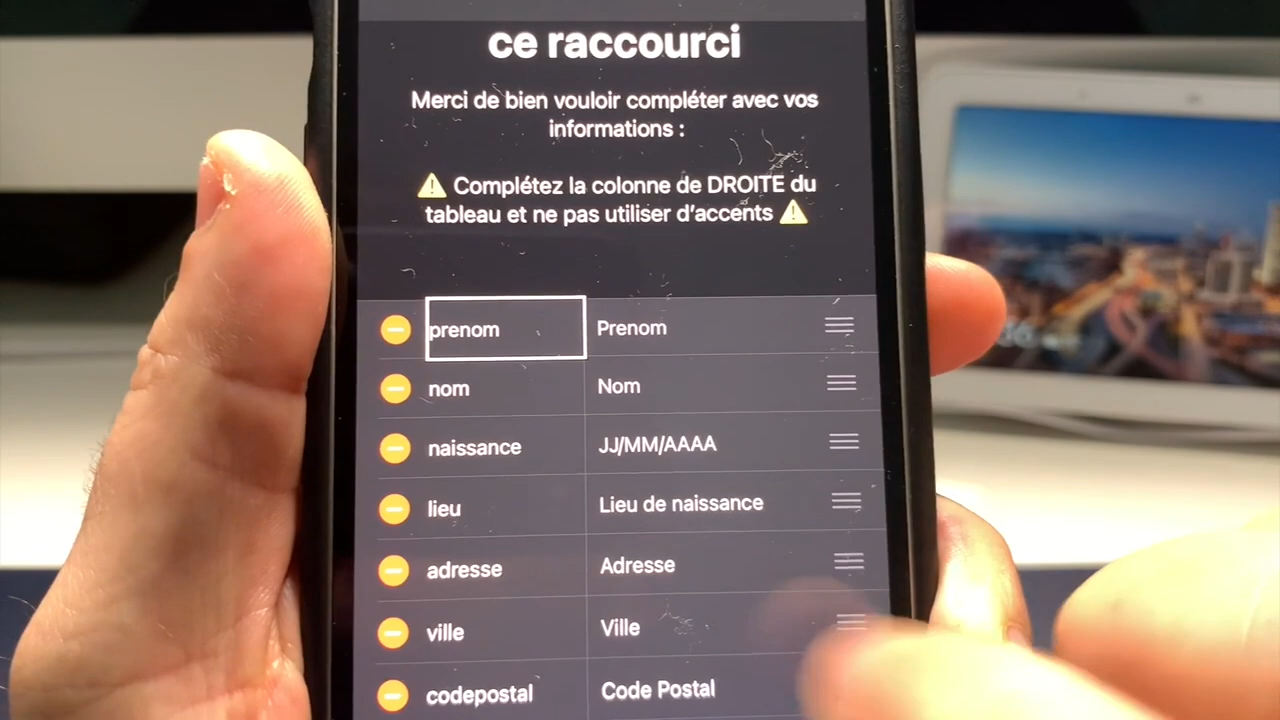 ce raccourci
Merci de bien vouloir compléter avec vos
informations :
⚠️ Complétez la colonne de DROITE du
tableau et ne pas utiliser d’accents ⚠️
prenom Prenom
nom Nom
naissance JJ/MM/AAAA
lieu Lieu de naissance
adresse Adresse
ville Ville
codepostal Code Postal